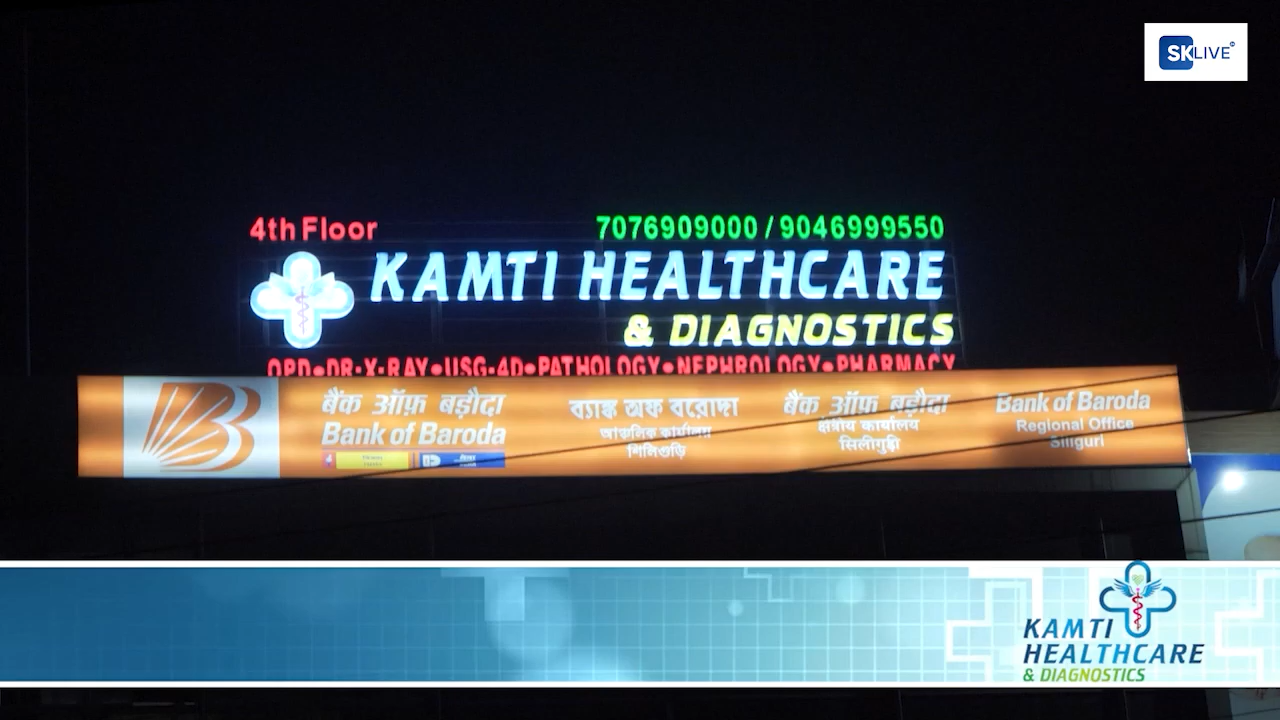 SKLIVE
4th Floor
7076909000 / 9046999550
KAMTI HEALTHCARE
& DIAGNOSTICS
OPD•DR-X-RAY•USG-4D•PATHOLOGY•NEPHROLOGY•PHARMACY
बैंक ऑफ़ बड़ौदा
Bank of Baroda
ব্যাঙ্ক অফ বরোদা
আঞ্চলিক কার্যালয়
শিলিগুড়ি
बैंक ऑफ़ बड़ौदा
क्षेत्रीय कार्यालय
सिलीगुड़ी
Bank of Baroda
Regional Office
Siliguri
KAMTI
HEALTHCARE
& DIAGNOSTICS